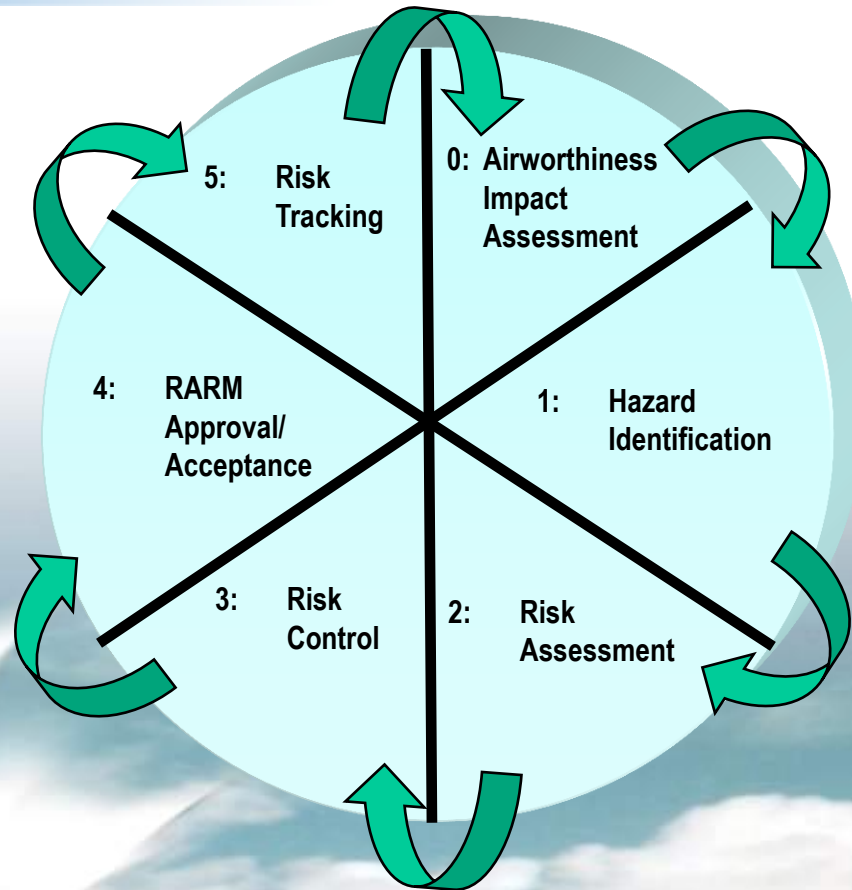 0: Airworthiness
Impact
Assessment
1: Hazard
Identification
2: Risk
Assessment
3: Risk
Control
4: RARM
Approval/
Acceptance
5: Risk
Tracking